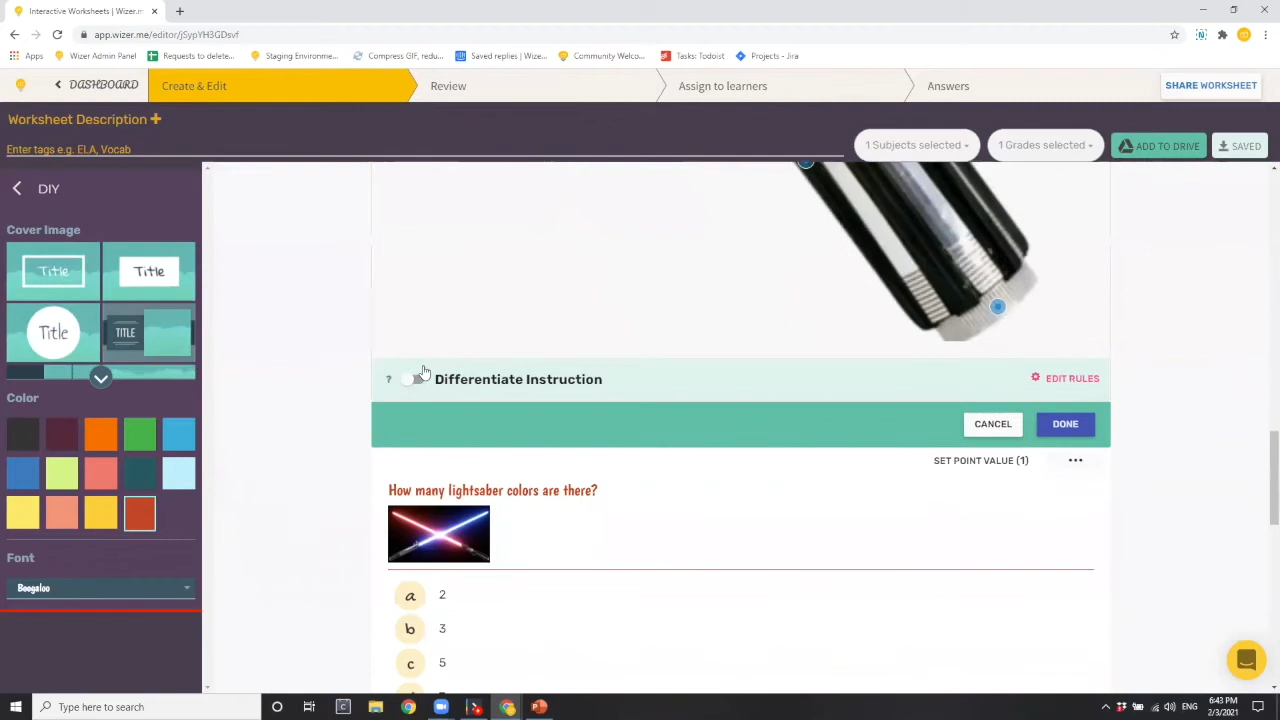 Interactive Worksheets | Wizer.m
app.wizer.me/editor/jSypYH3GDsvf
Apps
Wizer Admin Panel
Requests to delete...
Staging Environme...
Compress GIF, redu...
Saved replies | Wize...
Community Welco...
Tasks: Todoist
Projects - Jira
DASHBOARD
Create & Edit
Review
Assign to learners
Answers
SHARE WORKSHEET
Worksheet Description +
Enter tags e.g. ELA, Vocab
1 Subjects selected
1 Grades selected
ADD TO DRIVE
SAVED
DIY
Cover Image
Title
Title
Title
TITLE
Color
Font
Boogaloo
? Differentiate Instruction
EDIT RULES
CANCEL
DONE
SET POINT VALUE (1)
How many lightsaber colors are there?
a 2
b 3
c 5
Type here to search
6:43 PM
2/3/2021